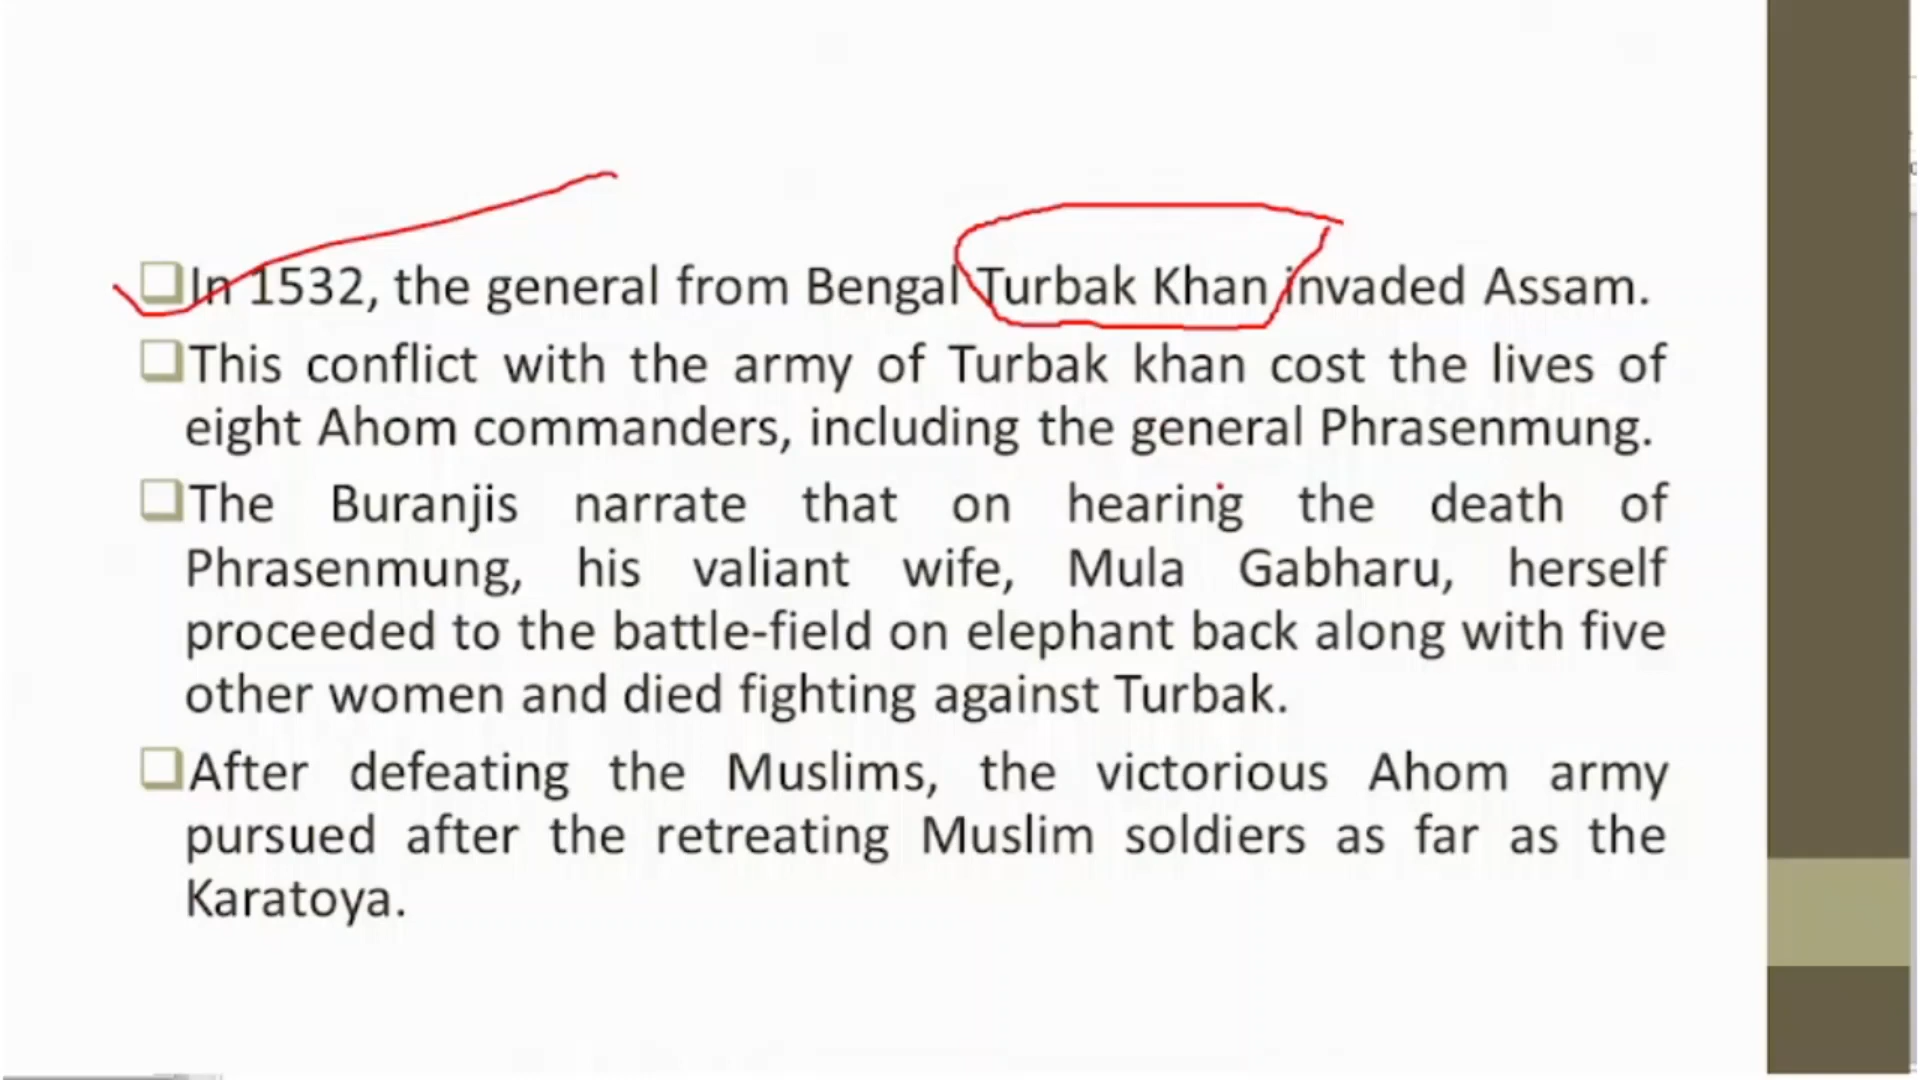 In 1532, the general from Bengal Turbak Khan invaded Assam.
This conflict with the army of Turbak khan cost the lives of
eight Ahom commanders, including the general Phrasenmung.
The Buranjis narrate that on hearing the death of
Phrasenmung, his valiant wife, Mula Gabharu, herself
proceeded to the battle-field on elephant back along with five
other women and died fighting against Turbak.
After defeating the Muslims, the victorious Ahom army
pursued after the retreating Muslim soldiers as far as the
Karatoya.